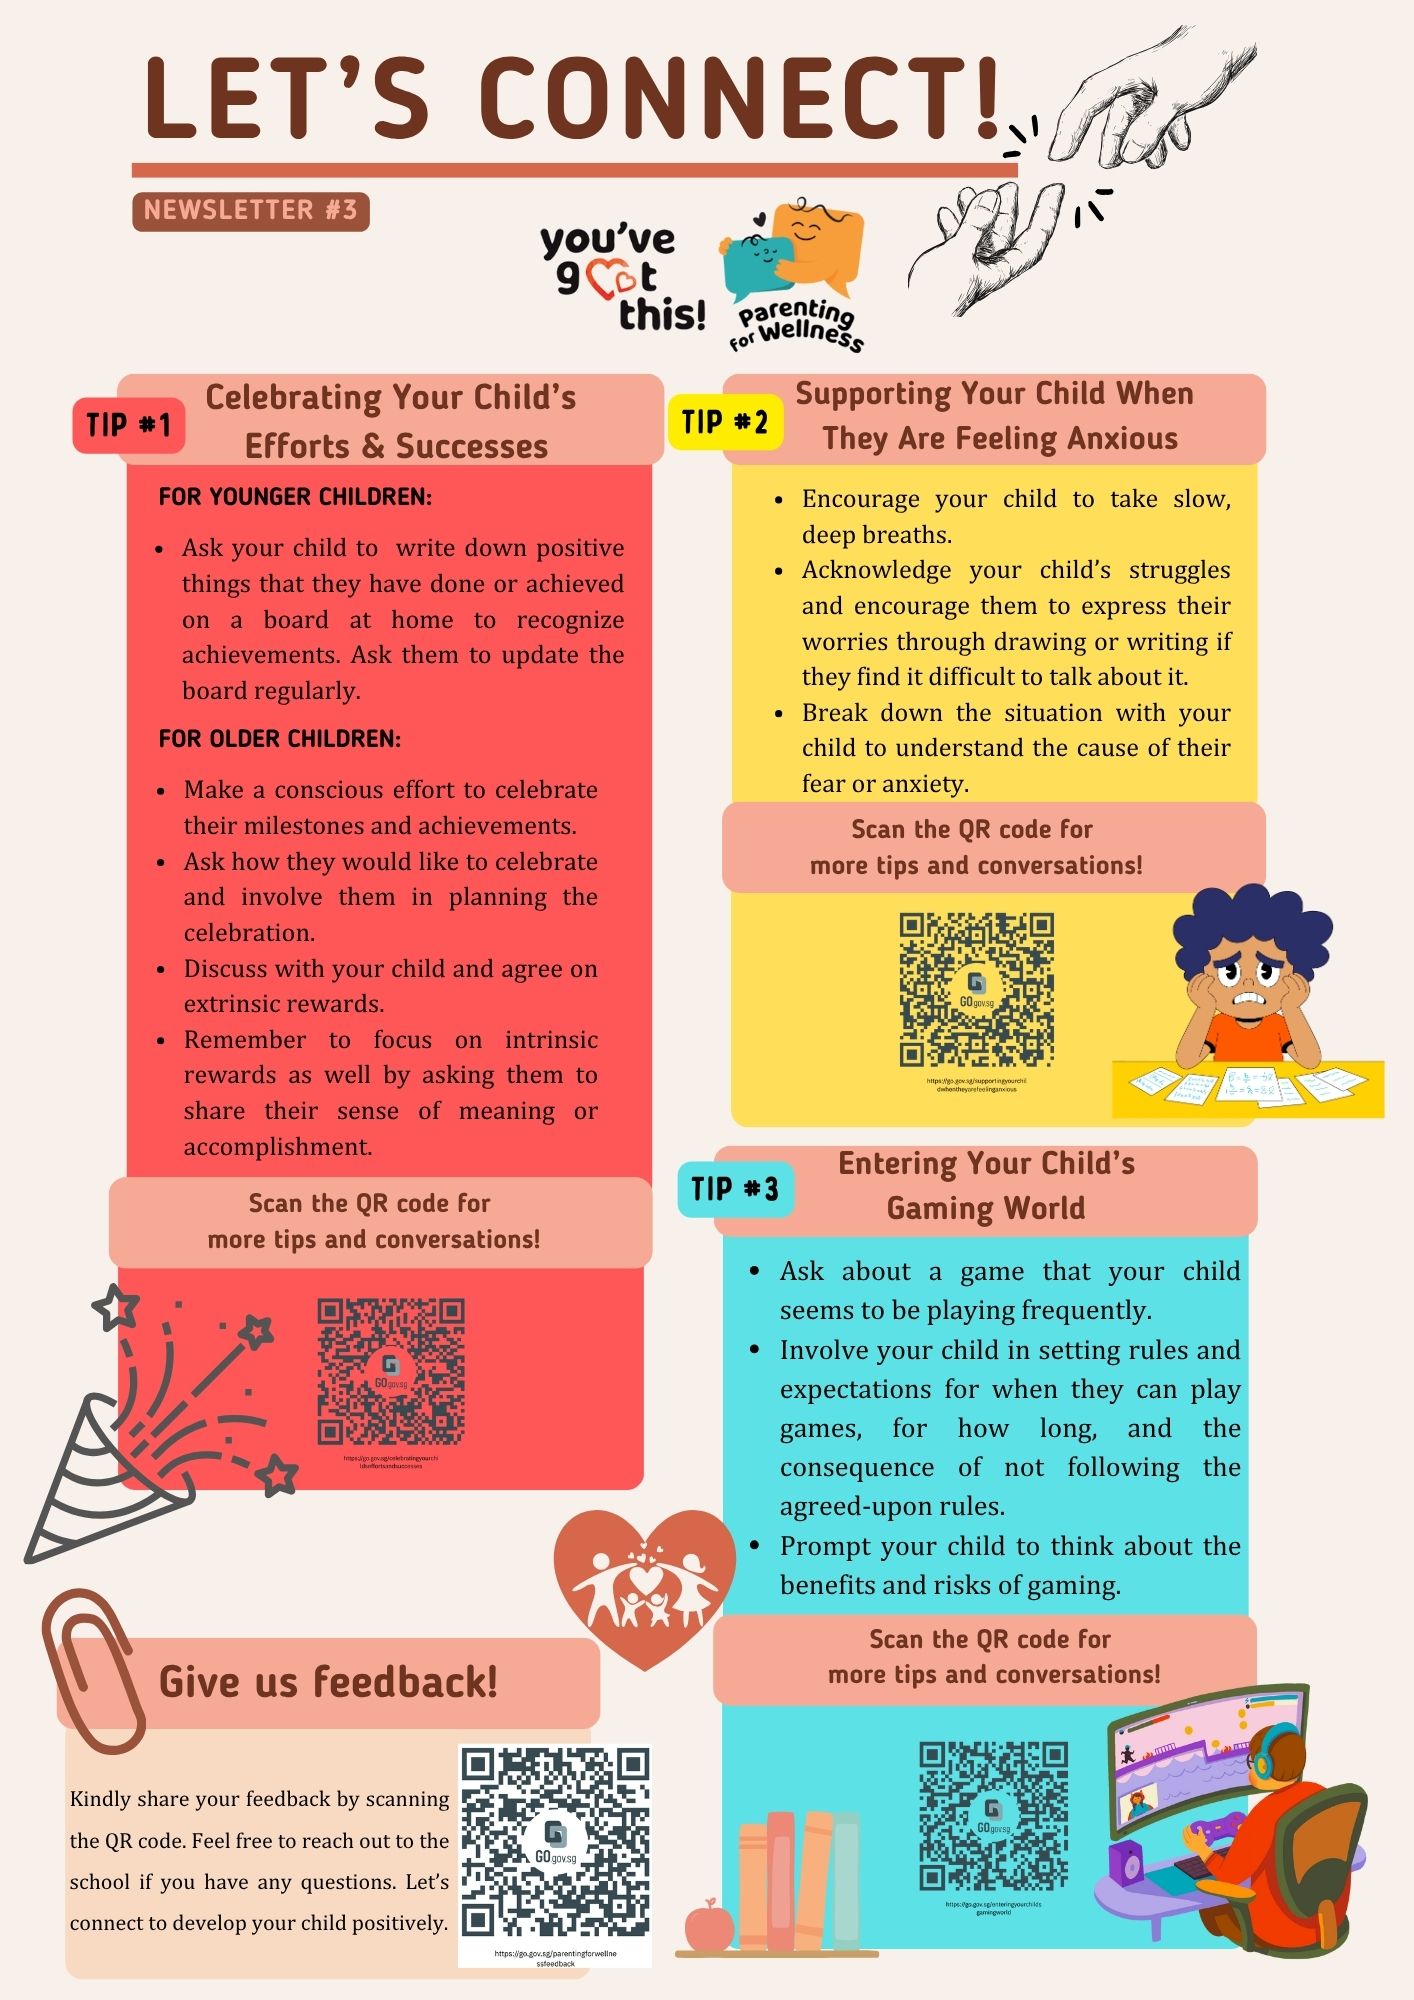 LET'S CONNECT!
NEWSLETTER #3
you've
got
this!
Parenting
for Wellness
TIP #1
Celebrating Your Child's
Efforts & Successes
FOR YOUNGER CHILDREN:
• Ask your child to write down positive
things that they have done or achieved
on a board at home to recognize
achievements. Ask them to update the
board regularly.
FOR OLDER CHILDREN:
• Make a conscious effort to celebrate
their milestones and achievements.
• Ask how they would like to celebrate
and involve them in planning the
celebration.
• Discuss with your child and agree on
extrinsic rewards.
• Remember to focus on intrinsic
rewards as well by asking them to
share their sense of meaning or
accomplishment.
Scan the QR code for
more tips and conversations!
GO.gov.sg
https://go.gov.sg/celebratingyourchi
ldseffortsandsuccesses
TIP #2
Supporting Your Child When
They Are Feeling Anxious
• Encourage your child to take slow,
deep breaths.
• Acknowledge your child's struggles
and encourage them to express their
worries through drawing or writing if
they find it difficult to talk about it.
• Break down the situation with your
child to understand the cause of their
fear or anxiety.
Scan the QR code for
more tips and conversations!
GO.gov.sg
https://go.gov.sg/supportingyourchil
dwhentheyarefeelinganxious
TIP #3
Entering Your Child's
Gaming World
• Ask about a game that your child
seems to be playing frequently.
• Involve your child in setting rules and
expectations for when they can play
games, for how long, and the
consequence of not following the
agreed-upon rules.
• Prompt your child to think about the
benefits and risks of gaming.
Scan the QR code for
more tips and conversations!
GO.gov.sg
https://go.gov.sg/enteringyourchilds
gamingworld
Give us feedback!
Kindly share your feedback by scanning
the QR code. Feel free to reach out to the
school if you have any questions. Let's
connect to develop your child positively.
GO.gov.sg
https://go.gov.sg/parentingforwellne
ssfeedback